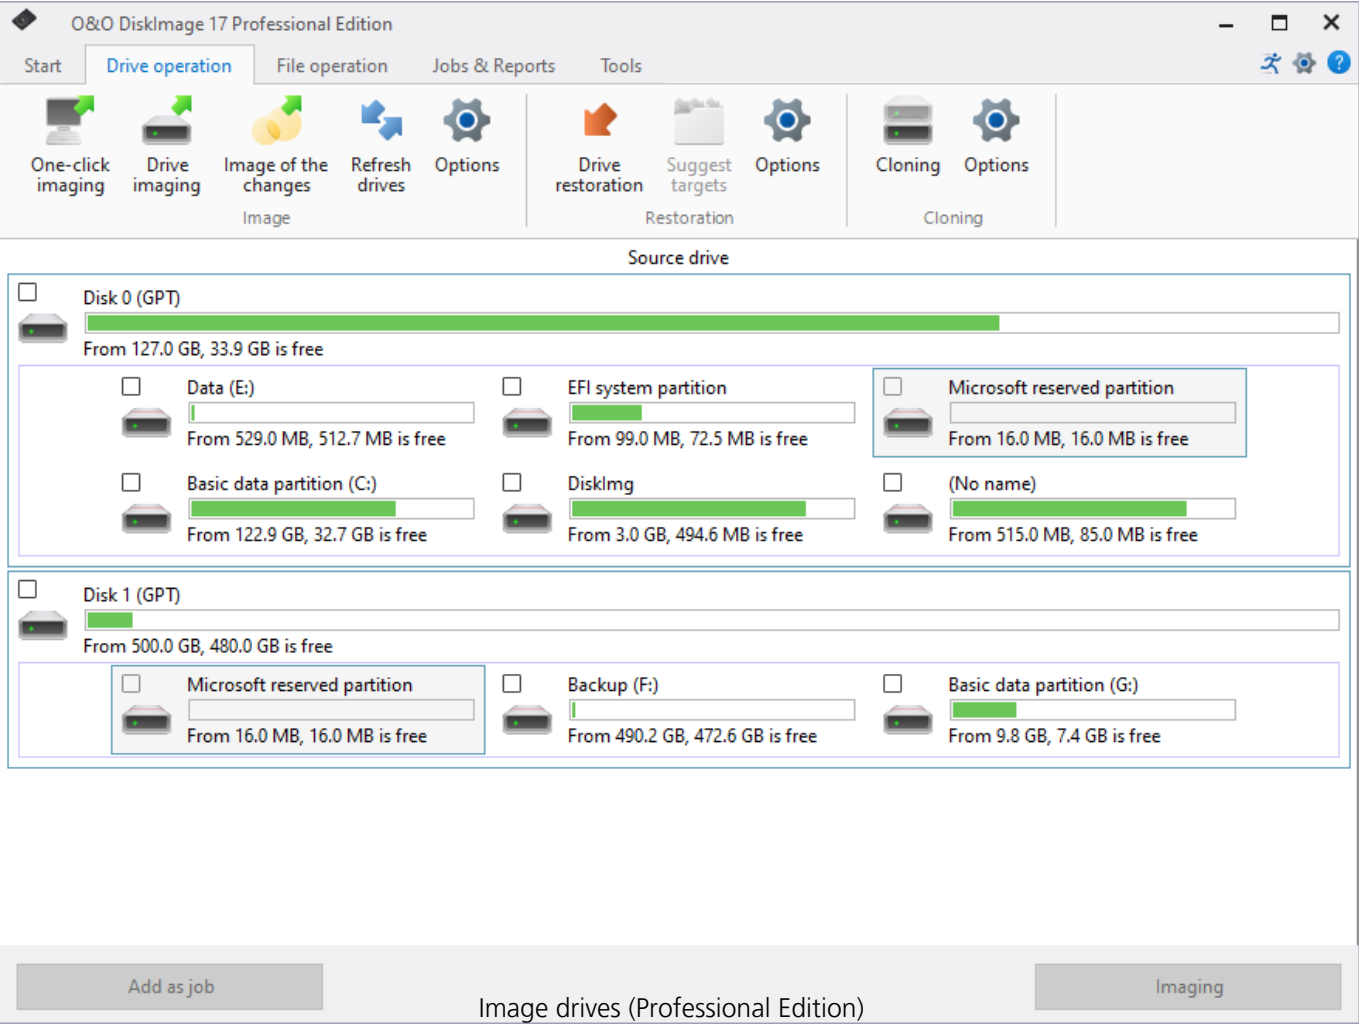 O&O DiskImage 17 Professional Edition
Start Drive operation File operation Jobs & Reports Tools
?
One-click imaging
Drive imaging
Image of the changes
Refresh drives
Options
Image
Drive restoration
Suggest targets
Options
Restoration
Cloning
Options
Cloning
Source drive
Disk 0 (GPT)
From 127.0 GB, 33.9 GB is free
Data (E:)
From 529.0 MB, 512.7 MB is free
EFI system partition
From 99.0 MB, 72.5 MB is free
Microsoft reserved partition
From 16.0 MB, 16.0 MB is free
Basic data partition (C:)
From 122.9 GB, 32.7 GB is free
DiskImg
From 3.0 GB, 494.6 MB is free
(No name)
From 515.0 MB, 85.0 MB is free
Disk 1 (GPT)
From 500.0 GB, 480.0 GB is free
Microsoft reserved partition
From 16.0 MB, 16.0 MB is free
Backup (F:)
From 490.2 GB, 472.6 GB is free
Basic data partition (G:)
From 9.8 GB, 7.4 GB is free
Add as job
Imaging
Image drives (Professional Edition)